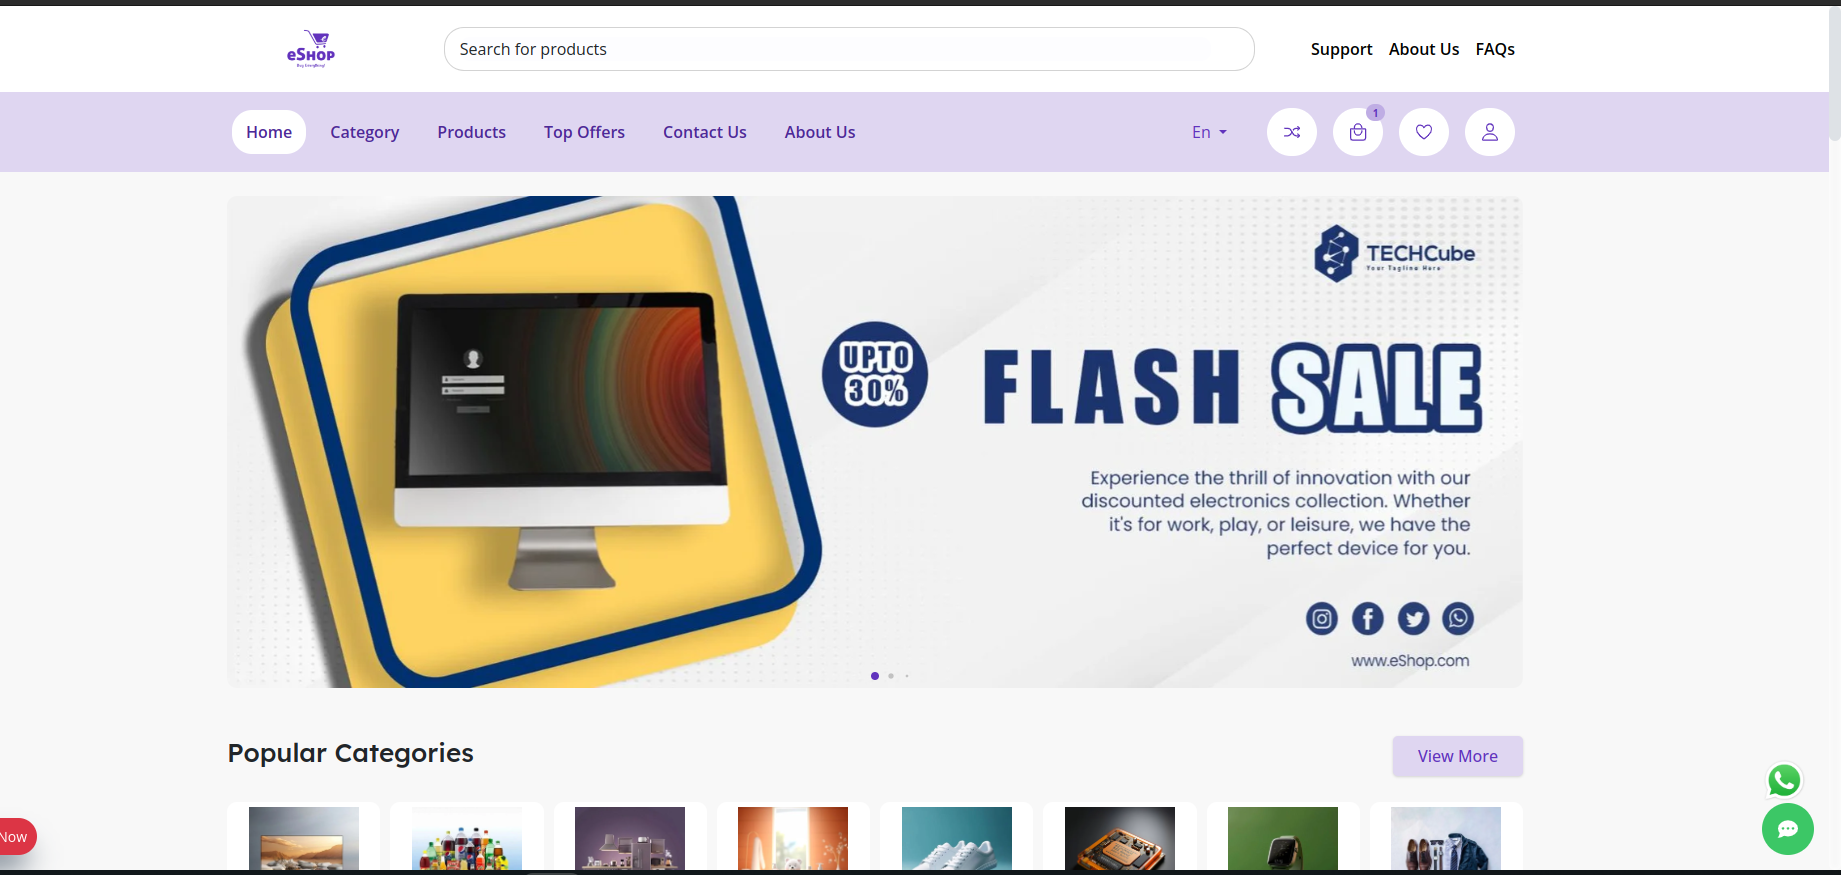 eSHOP
Buy Everything!
Search for products
Support About Us FAQs
Home Category Products Top Offers Contact Us About Us En
1
TECHCube
Your Tagline Here
UPTO
30%
FLASH SALE
Experience the thrill of innovation with our
discounted electronics collection. Whether
it's for work, play, or leisure, we have the
perfect device for you.
www.eShop.com
Popular Categories
View More
Now